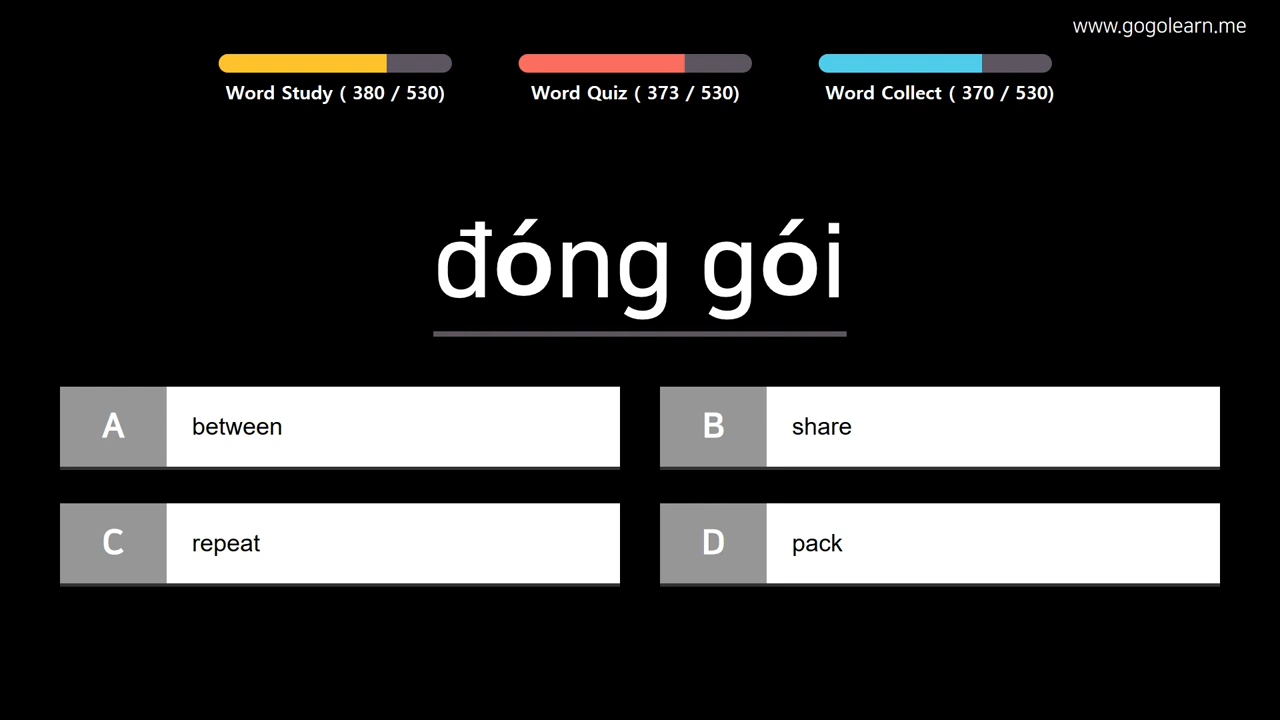 www.gogolearn.me
Word Study ( 380 / 530)
Word Quiz ( 373 / 530)
Word Collect ( 370 / 530)
đóng gói
A between
B share
C repeat
D pack